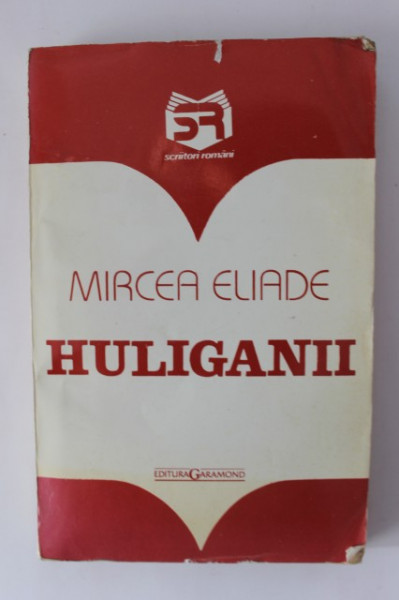 SR
scriitori români
MIRCEA ELIADE
HULIGANII
EDITURA GARAMOND